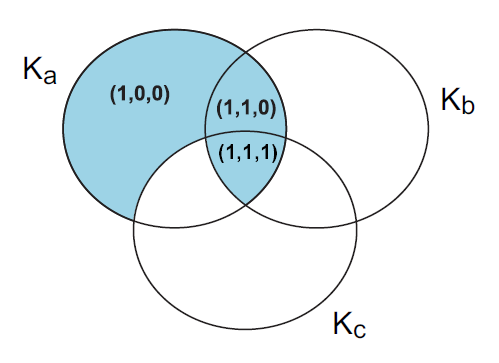 Ka
(1,0,0)
(1,1,0)
Kb
(1,1,1)
Kc